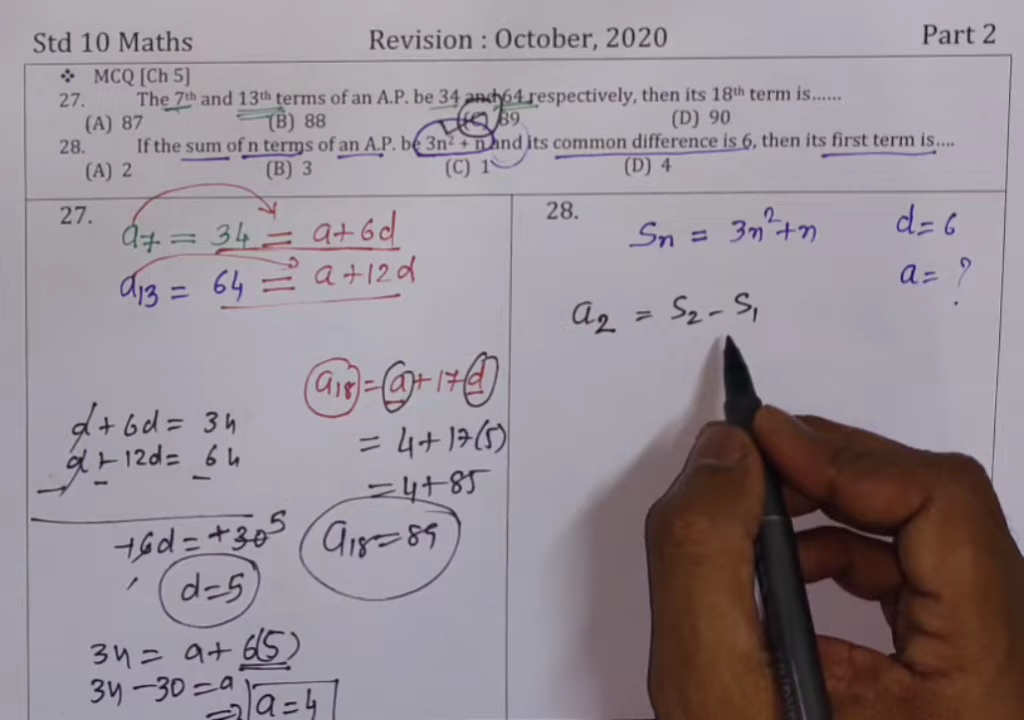 Std 10 Maths Revision : October, 2020 Part 2
❖ MCQ [Ch 5]
27. The 7th and 13th terms of an A.P. be 34 and 64 respectively, then its 18th term is......
(A) 87 (B) 88 (C) 89 (D) 90
28. If the sum of n terms of an A.P. be 3n² + n and its common difference is 6, then its first term is....
(A) 2 (B) 3 (C) 1 (D) 4
27.
a₇ = 34 = a+6d
a₁₃ = 64 = a+12d
a₁₈ = a+17d
= 4+17(5)
= 4+85
a₁₈=89
a+6d= 34
a+12d= 64
+6d=+30 5
d=5
34= a+6(5)
34-30=a
⇒ a=4
28.
Sn = 3n²+n d=6
a= ?
a₂ = S₂-S₁